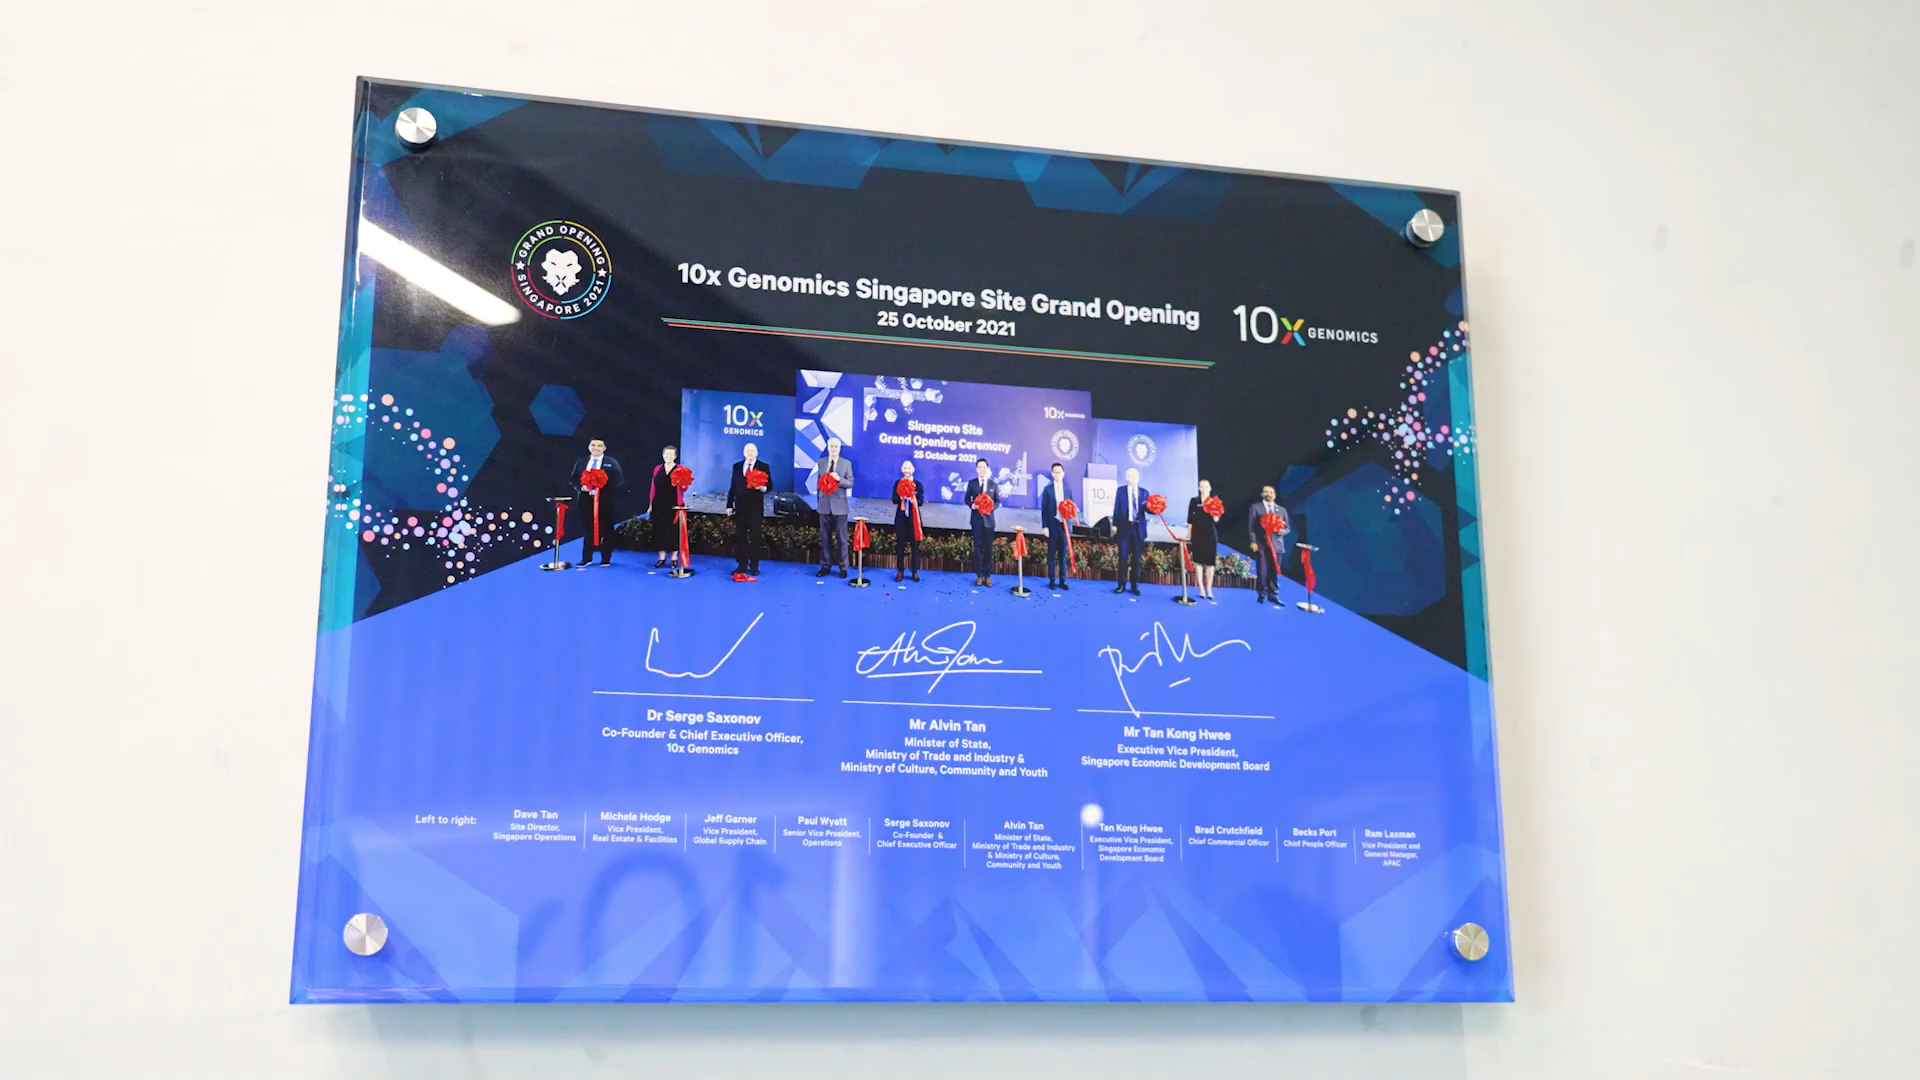 GRAND OPENING
SINGAPORE 2021
10x Genomics Singapore Site Grand Opening
25 October 2021
10x GENOMICS
10x
GENOMICS
10x
Singapore Site
Grand Opening Ceremony
25 October 2021
10x
Alvin Tan
Dr Serge Saxonov
Co-Founder & Chief Executive Officer,
10x Genomics
Mr Alvin Tan
Minister of State,
Ministry of Trade and Industry &
Ministry of Culture, Community and Youth
Mr Tan Kong Hwee
Executive Vice President,
Singapore Economic Development Board
Left to right:
Dave Tan
Site Director,
Singapore Operations
Michele Hodge
Vice President,
Real Estate & Facilities
Jeff Garner
Vice President,
Global Supply Chain
Paul Wyatt
Senior Vice President,
Operations
Serge Saxonov
Co-Founder &
Chief Executive Officer
Alvin Tan
Minister of State,
Ministry of Trade and Industry
& Ministry of Culture,
Community and Youth
Tan Kong Hwee
Executive Vice President,
Singapore Economic
Development Board
Brad Crutchfield
Chief Commercial Officer
Becks Port
Chief People Officer
Ram Laxman
Vice President and
General Manager,
APAC